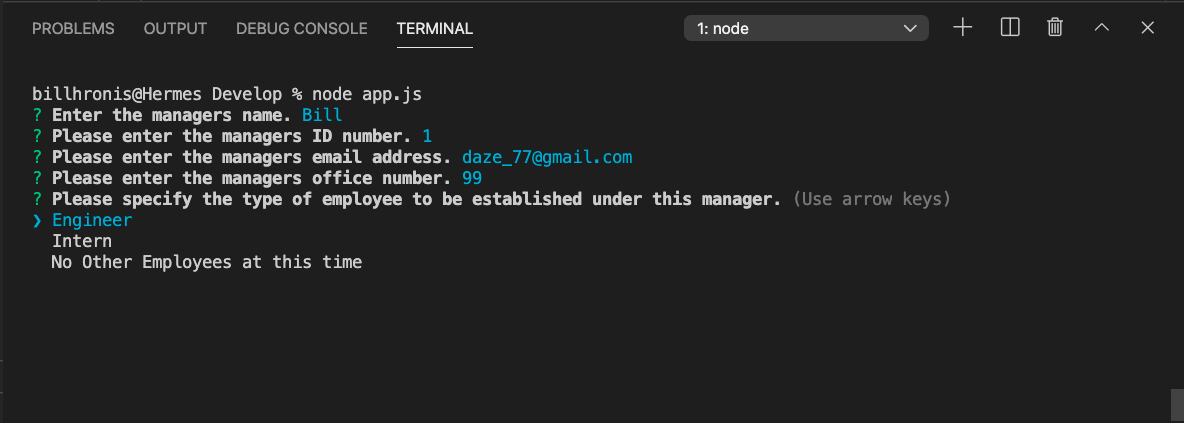 PROBLEMS OUTPUT DEBUG CONSOLE TERMINAL 1: node
billhronis@Hermes Develop % node app.js
? Enter the managers name. Bill
? Please enter the managers ID number. 1
? Please enter the managers email address. daze_77@gmail.com
? Please enter the managers office number. 99
? Please specify the type of employee to be established under this manager. (Use arrow keys)
❯ Engineer
Intern
No Other Employees at this time